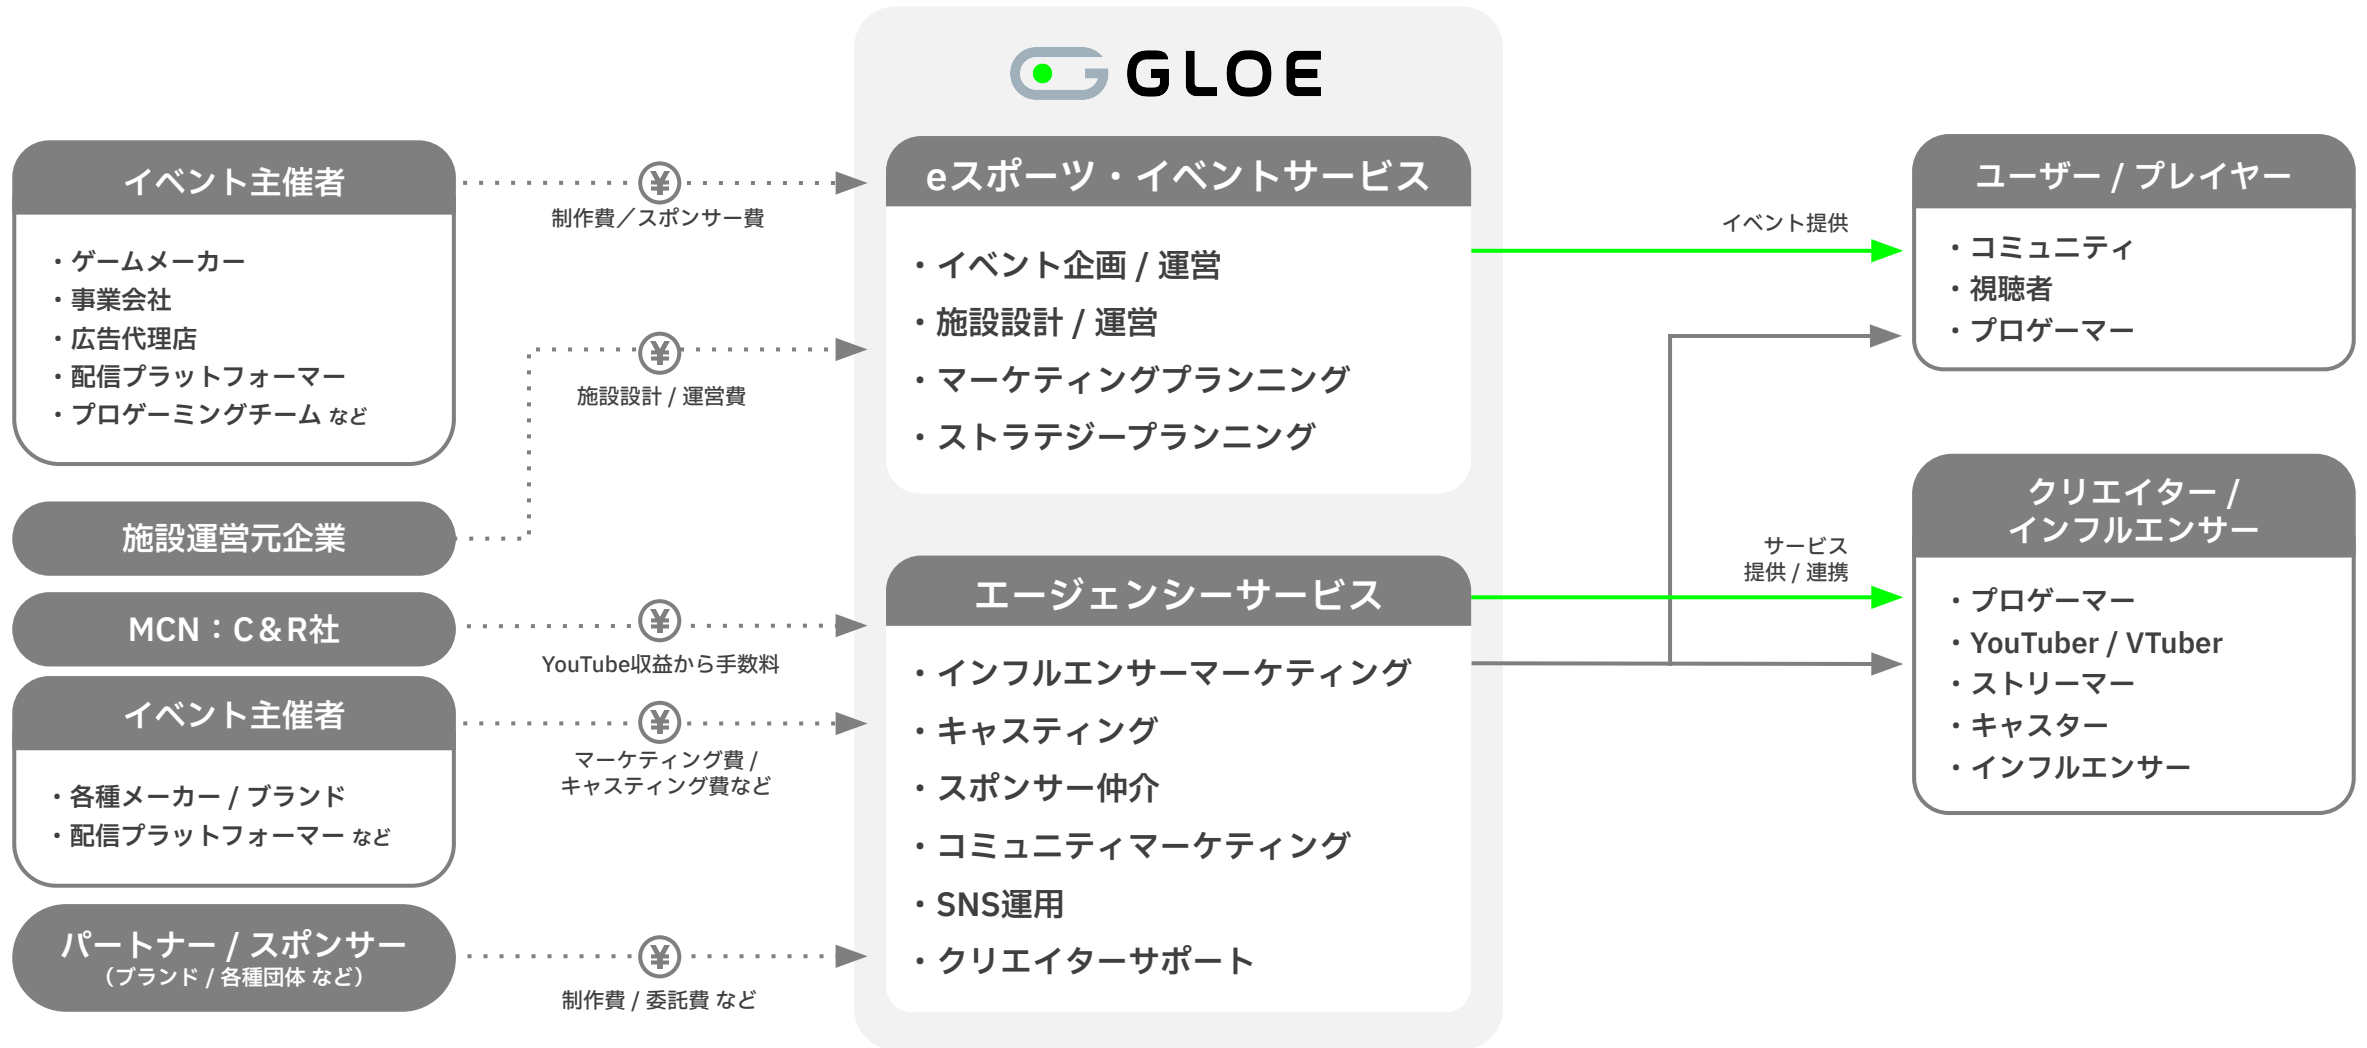 GLOE
イベント主催者
・ゲームメーカー
・事業会社
・広告代理店
・配信プラットフォーマー
・プロゲーミングチーム など
施設運営元企業
MCN：C＆R社
イベント主催者
・各種メーカー / ブランド
・配信プラットフォーマー など
パートナー / スポンサー
（ブランド / 各種団体 など）
¥
制作費／スポンサー費
¥
施設設計 / 運営費
¥
YouTube収益から手数料
¥
マーケティング費 /
キャスティング費など
¥
制作費 / 委託費 など
eスポーツ・イベントサービス
・イベント企画 / 運営
・施設設計 / 運営
・マーケティングプランニング
・ストラテジープランニング
エージェンシーサービス
・インフルエンサーマーケティング
・キャスティング
・スポンサー仲介
・コミュニティマーケティング
・SNS運用
・クリエイターサポート
イベント提供
サービス
提供 / 連携
ユーザー / プレイヤー
・コミュニティ
・視聴者
・プロゲーマー
クリエイター /
インフルエンサー
・プロゲーマー
・YouTuber / VTuber
・ストリーマー
・キャスター
・インフルエンサー